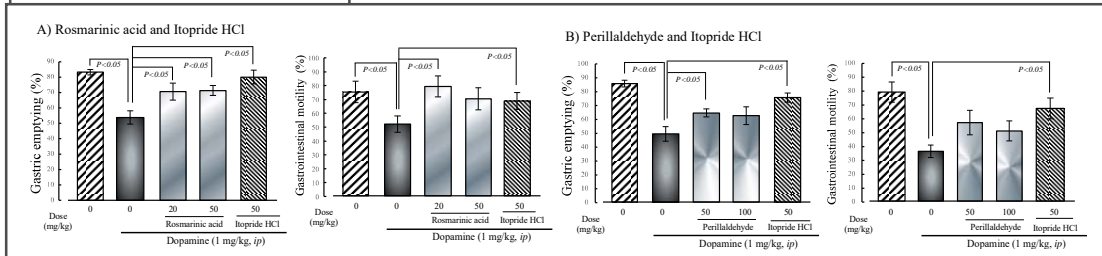 A) Rosmarinic acid and Itopride HCl
Gastric emptying (%)
90
80
70
60
50
40
30
20
10
0
P<0.05
P<0.05
P<0.05
P<0.05
Dose
(mg/kg)
0
0
20
50
50
Rosmarinic acid
Itopride HCl
Dopamine (1 mg/kg, ip)
Gastrointestinal motility (%)
100
90
80
70
60
50
40
30
20
10
0
P<0.05
P<0.05
P<0.05
Dose
(mg/kg)
0
0
20
50
50
Rosmarinic acid
Itopride HCl
Dopamine (1 mg/kg, ip)
B) Perillaldehyde and Itopride HCl
Gastric emptying (%)
100
90
80
70
60
50
40
30
20
10
0
P<0.05
P<0.05
P<0.05
Dose
(mg/kg)
0
0
50
100
50
Perillaldehyde
Itopride HCl
Dopamine (1 mg/kg, ip)
Gastrointestinal motility (%)
100
90
80
70
60
50
40
30
20
10
0
P<0.05
P<0.05
Dose
(mg/kg)
0
0
50
100
50
Perillaldehyde
Itopride HCl
Dopamine (1 mg/kg, ip)